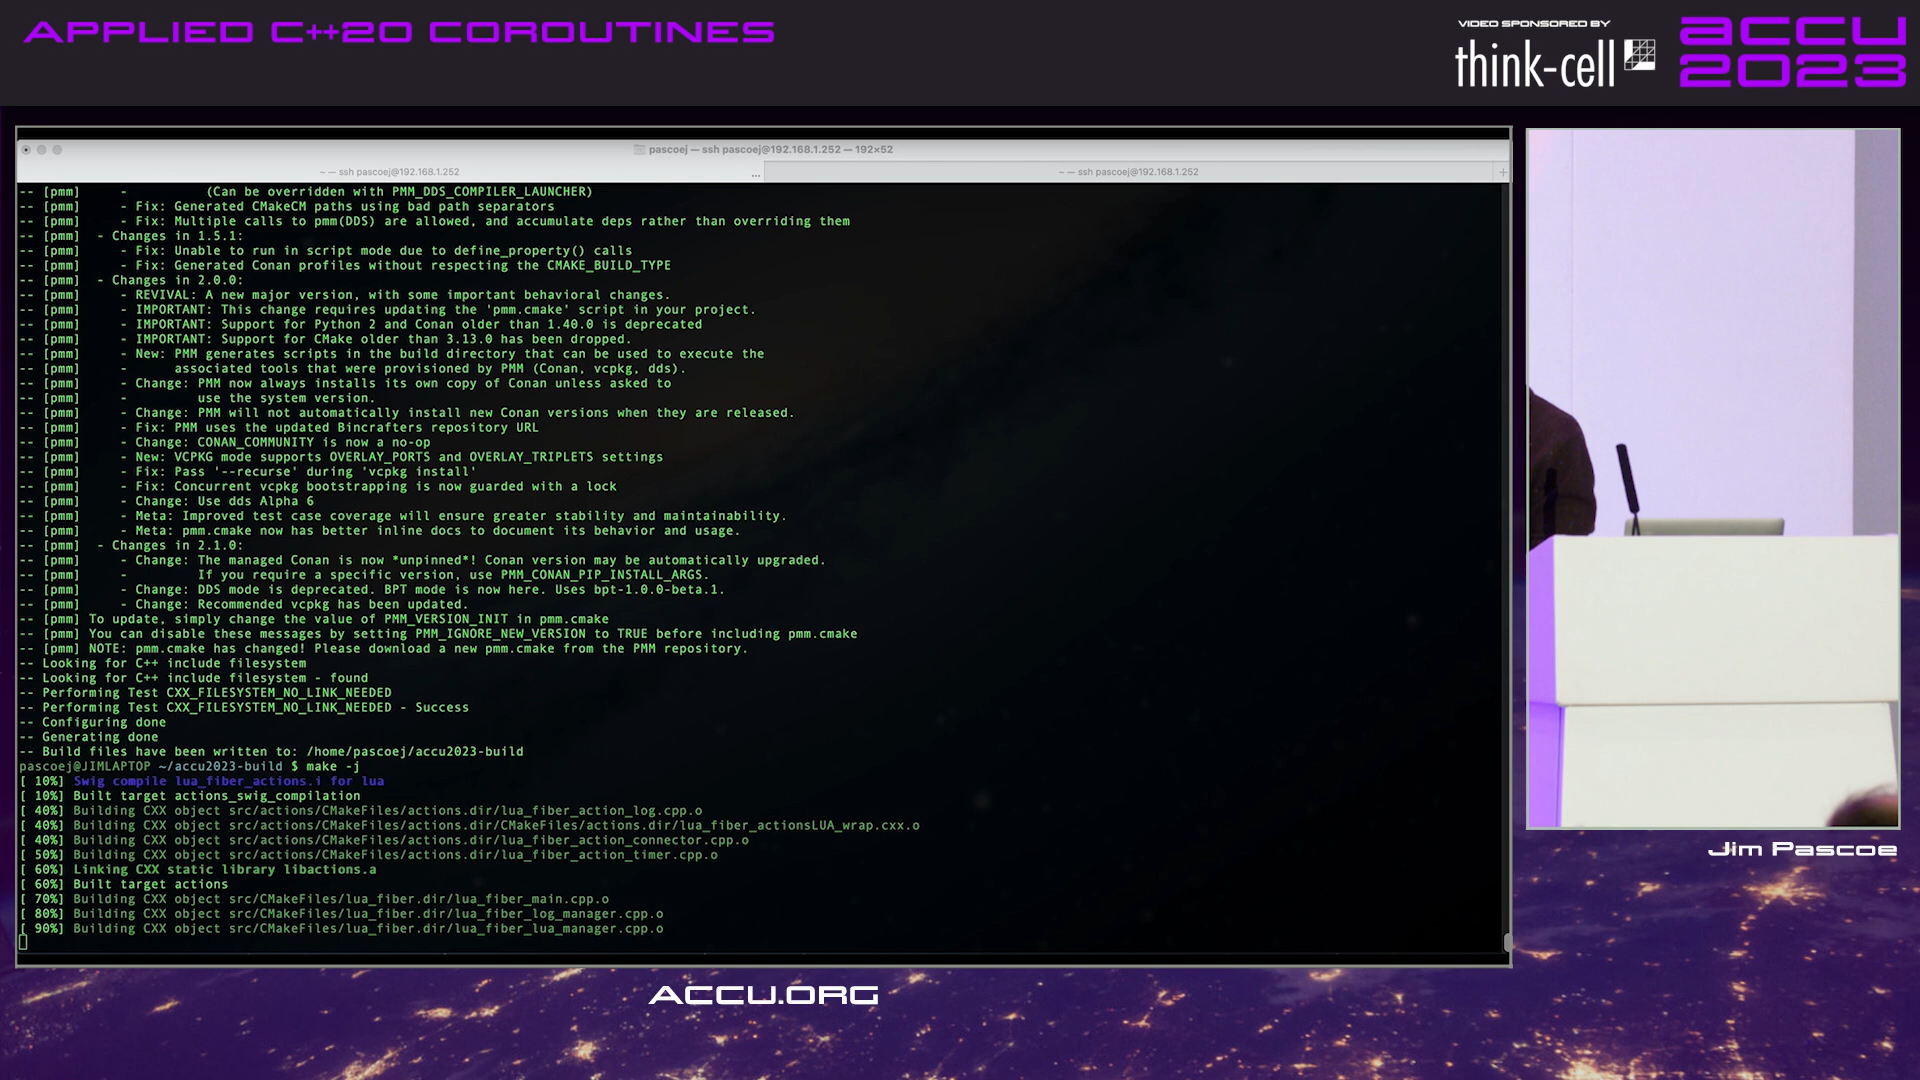 APPLIED C++20 COROUTINES
VIDEO SPONSORED BY
think-cell
accu
2023
pascoej — ssh pascoej@192.168.1.252 — 192×52
~ — ssh pascoej@192.168.1.252
...
~ — ssh pascoej@192.168.1.252
+
-- [pmm]     -          (Can be overridden with PMM_DDS_COMPILER_LAUNCHER)
-- [pmm]     - Fix: Generated CMakeCM paths using bad path separators
-- [pmm]     - Fix: Multiple calls to pmm(DDS) are allowed, and accumulate deps rather than overriding them
-- [pmm]  - Changes in 1.5.1:
-- [pmm]     - Fix: Unable to run in script mode due to define_property() calls
-- [pmm]     - Fix: Generated Conan profiles without respecting the CMAKE_BUILD_TYPE
-- [pmm]  - Changes in 2.0.0:
-- [pmm]     - REVIVAL: A new major version, with some important behavioral changes.
-- [pmm]     - IMPORTANT: This change requires updating the 'pmm.cmake' script in your project.
-- [pmm]     - IMPORTANT: Support for Python 2 and Conan older than 1.40.0 is deprecated
-- [pmm]     - IMPORTANT: Support for CMake older than 3.13.0 has been dropped.
-- [pmm]     - New: PMM generates scripts in the build directory that can be used to execute the
-- [pmm]     -      associated tools that were provisioned by PMM (Conan, vcpkg, dds).
-- [pmm]     - Change: PMM now always installs its own copy of Conan unless asked to
-- [pmm]     -         use the system version.
-- [pmm]     - Change: PMM will not automatically install new Conan versions when they are released.
-- [pmm]     - Fix: PMM uses the updated Bincrafters repository URL
-- [pmm]     - Change: CONAN_COMMUNITY is now a no-op
-- [pmm]     - New: VCPKG mode supports OVERLAY_PORTS and OVERLAY_TRIPLETS settings
-- [pmm]     - Fix: Pass '--recurse' during 'vcpkg install'
-- [pmm]     - Fix: Concurrent vcpkg bootstrapping is now guarded with a lock
-- [pmm]     - Change: Use dds Alpha 6
-- [pmm]     - Meta: Improved test case coverage will ensure greater stability and maintainability.
-- [pmm]     - Meta: pmm.cmake now has better inline docs to document its behavior and usage.
-- [pmm]  - Changes in 2.1.0:
-- [pmm]     - Change: The managed Conan is now *unpinned*! Conan version may be automatically upgraded.
-- [pmm]     -         If you require a specific version, use PMM_CONAN_PIP_INSTALL_ARGS.
-- [pmm]     - Change: DDS mode is deprecated. BPT mode is now here. Uses bpt-1.0.0-beta.1.
-- [pmm]     - Change: Recommended vcpkg has been updated.
-- [pmm] To update, simply change the value of PMM_VERSION_INIT in pmm.cmake
-- [pmm] You can disable these messages by setting PMM_IGNORE_NEW_VERSION to TRUE before including pmm.cmake
-- [pmm] NOTE: pmm.cmake has changed! Please download a new pmm.cmake from the PMM repository.
-- Looking for C++ include filesystem
-- Looking for C++ include filesystem - found
-- Performing Test CXX_FILESYSTEM_NO_LINK_NEEDED
-- Performing Test CXX_FILESYSTEM_NO_LINK_NEEDED - Success
-- Configuring done
-- Generating done
-- Build files have been written to: /home/pascoej/accu2023-build
pascoej@JIMLAPTOP ~/accu2023-build $ make -j
[ 10%] Swig compile lua_fiber_actions.i for lua
[ 10%] Built target actions_swig_compilation
[ 40%] Building CXX object src/actions/CMakeFiles/actions.dir/lua_fiber_action_log.cpp.o
[ 40%] Building CXX object src/actions/CMakeFiles/actions.dir/CMakeFiles/actions.dir/lua_fiber_actionsLUA_wrap.cxx.o
[ 40%] Building CXX object src/actions/CMakeFiles/actions.dir/lua_fiber_action_connector.cpp.o
[ 50%] Building CXX object src/actions/CMakeFiles/actions.dir/lua_fiber_action_timer.cpp.o
[ 60%] Linking CXX static library libactions.a
[ 60%] Built target actions
[ 70%] Building CXX object src/CMakeFiles/lua_fiber.dir/lua_fiber_main.cpp.o
[ 80%] Building CXX object src/CMakeFiles/lua_fiber.dir/lua_fiber_log_manager.cpp.o
[ 90%] Building CXX object src/CMakeFiles/lua_fiber.dir/lua_fiber_lua_manager.cpp.o
Jim Pascoe
ACCU.ORG